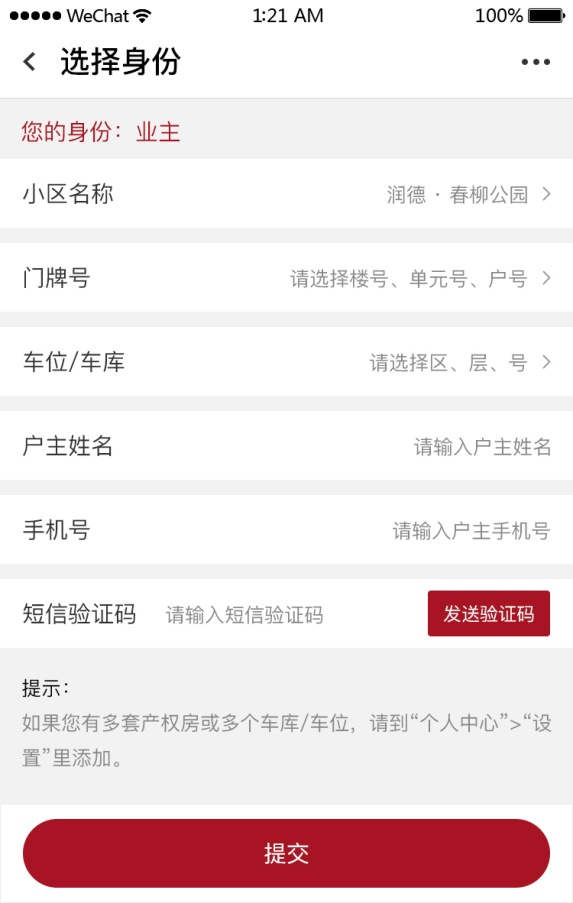 ●●●●● WeChat 1:21 AM 100%
选择身份
您的身份：业主
小区名称 润德 · 春柳公园
门牌号 请选择楼号、单元号、户号
车位/车库 请选择区、层、号
户主姓名 请输入户主姓名
手机号 请输入户主手机号
短信验证码 请输入短信验证码 发送验证码
提示：
如果您有多套产权房或多个车库/车位，请到“个人中心”>“设
置”里添加。
提交